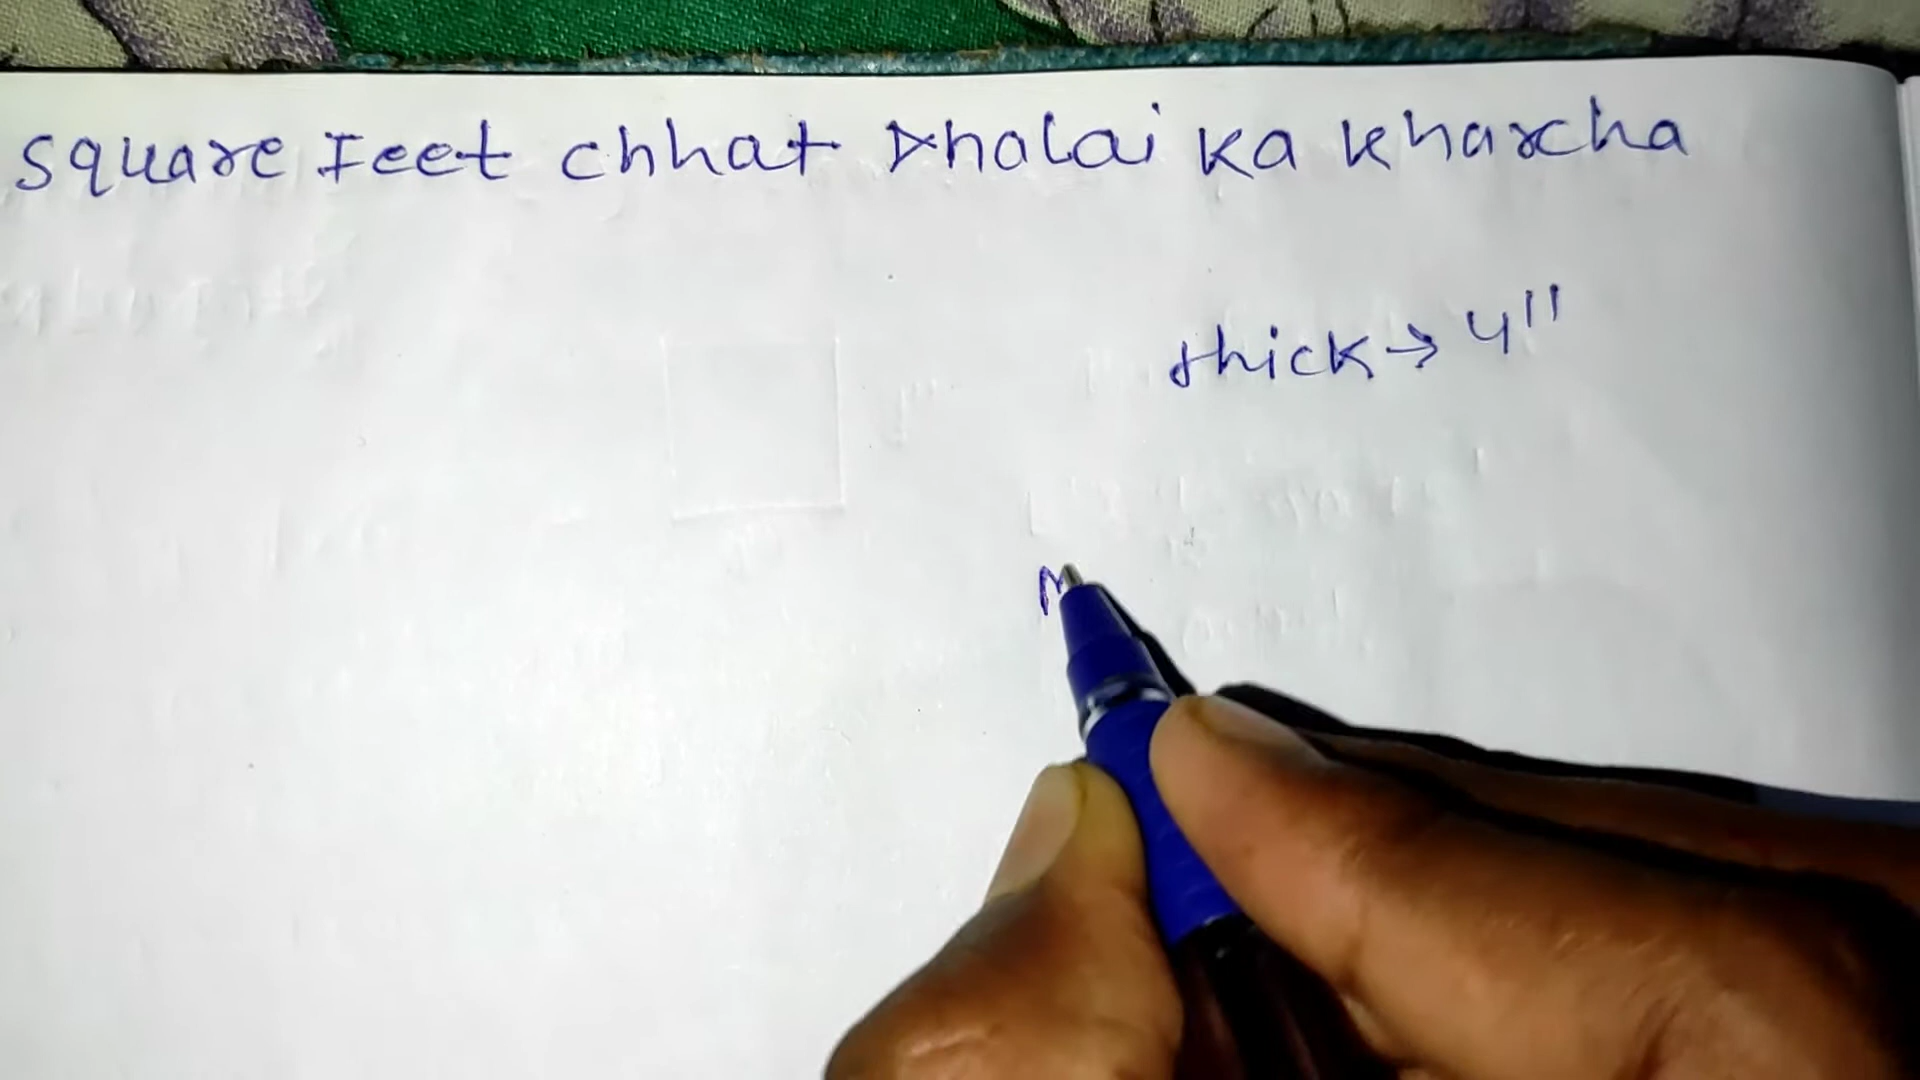 Square Feet chhat Dhalai ka kharcha
thick → 4"
M